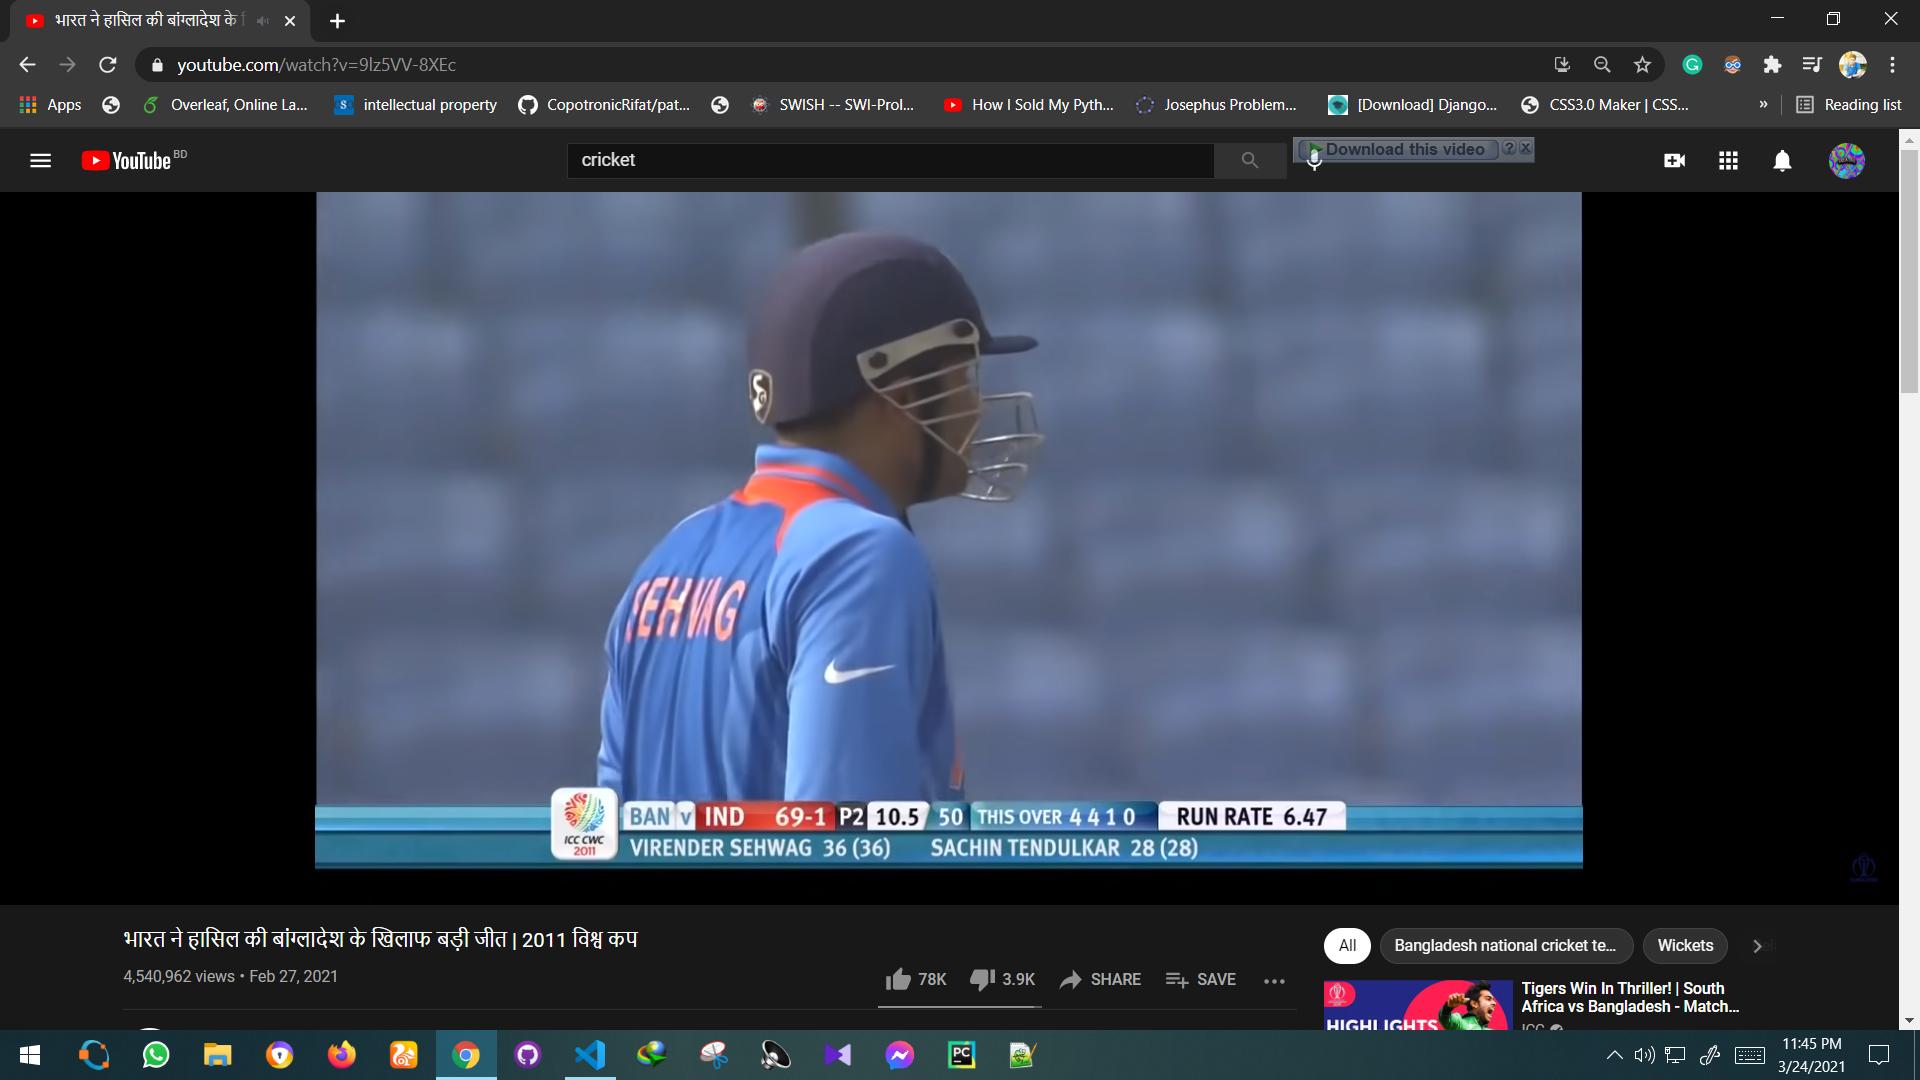 भारत ने हासिल की बांग्लादेश के
youtube.com/watch?v=9lz5VV-8XEc
Apps
Overleaf, Online La...
intellectual property
CopotronicRifat/pat...
SWISH -- SWI-Prol...
How I Sold My Pyth...
Josephus Problem...
[Download] Django...
CSS3.0 Maker | CSS...
»
Reading list
YouTube BD
cricket
Download this video ?
SEHWAG
ICC CWC
2011
BAN v IND 69-1 P2 10.5 50 THIS OVER 4 4 1 0 RUN RATE 6.47
VIRENDER SEHWAG 36 (36) SACHIN TENDULKAR 28 (28)
भारत ने हासिल की बांग्लादेश के खिलाफ बड़ी जीत | 2011 विश्व कप
4,540,962 views • Feb 27, 2021
78K
3.9K
SHARE
SAVE
All
Bangladesh national cricket te...
Wickets
HIGHLIGHTS
Tigers Win In Thriller! | South
Africa vs Bangladesh - Match...
ICC
PC
11:45 PM
3/24/2021